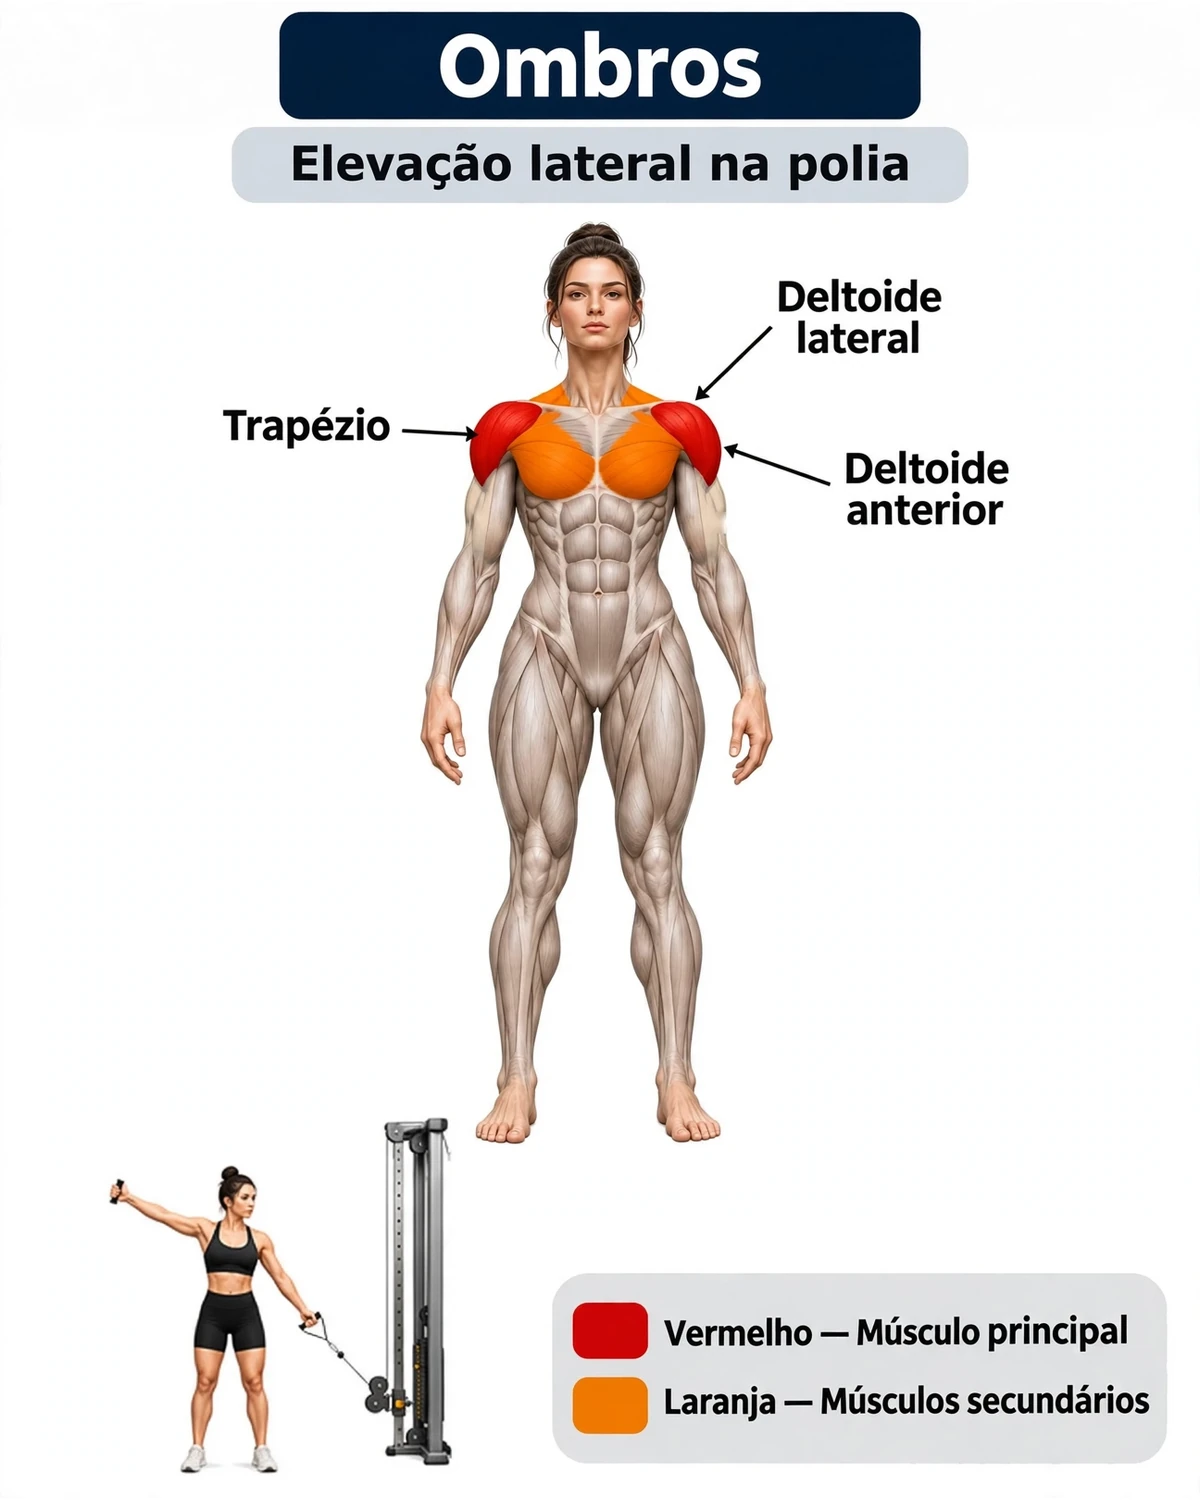 Ombros
Elevação lateral na polia
Deltoide
lateral
Trapézio
Deltoide
anterior
Vermelho — Músculo principal
Laranja — Músculos secundários